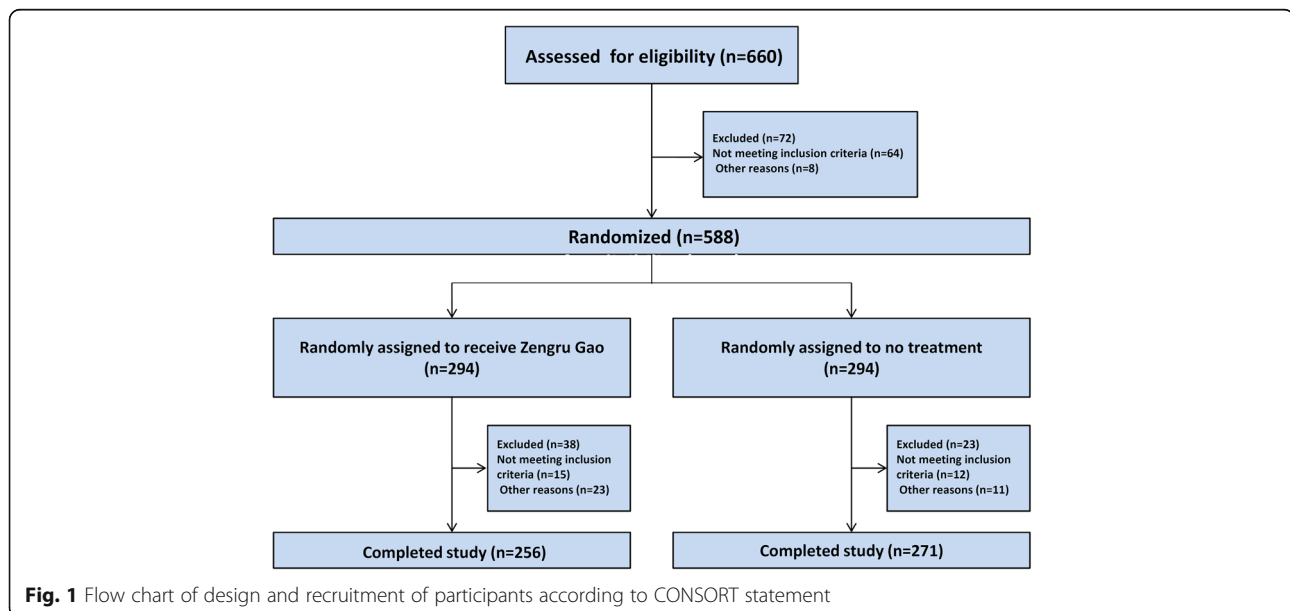 Assessed for eligibility (n=660)
Excluded (n=72)
Not meeting inclusion criteria (n=64)
Other reasons (n=8)
Randomized (n=588)
Randomly assigned to receive Zengru Gao
(n=294)
Randomly assigned to no treatment
(n=294)
Excluded (n=38)
Not meeting inclusion
criteria (n=15)
Other reasons (n=23)
Excluded (n=23)
Not meeting inclusion
criteria (n=12)
Other reasons (n=11)
Completed study (n=256)
Completed study (n=271)
Fig. 1 Flow chart of design and recruitment of participants according to CONSORT statement